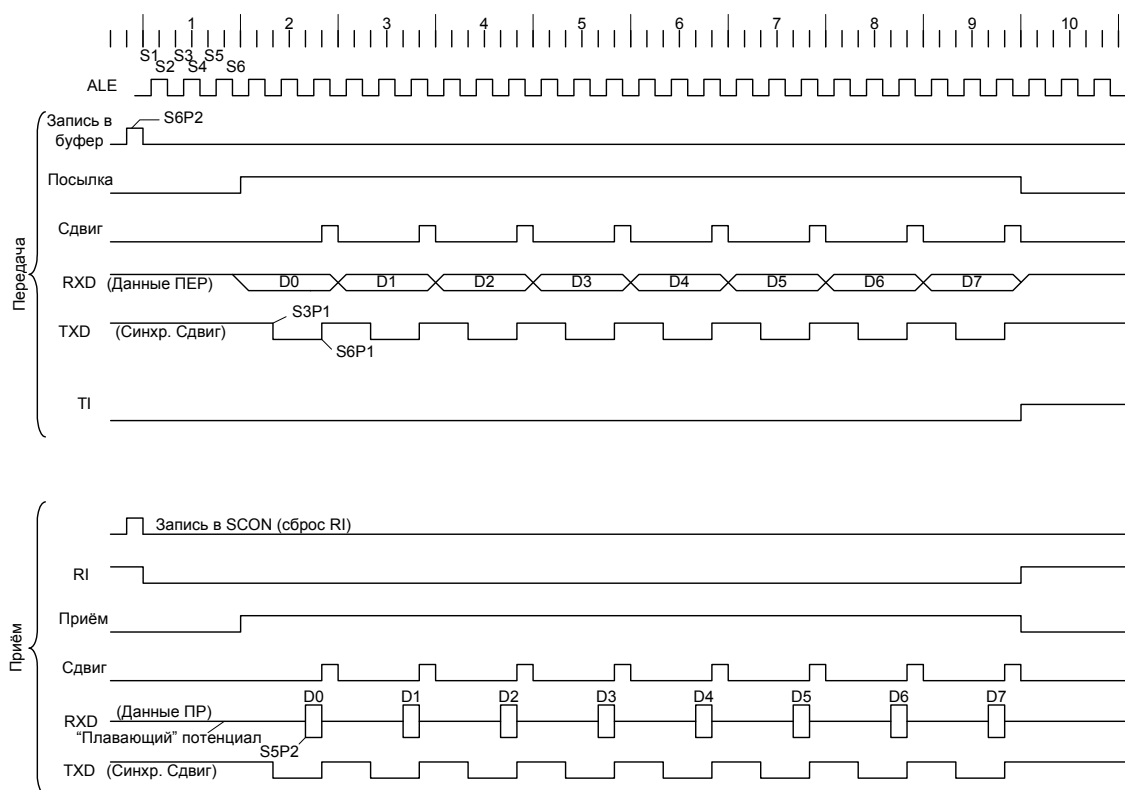 1 2 3 4 5 6 7 8 9 10
S1 S3 S5
S2 S4 S6
ALE
Передача
Запись в
буфер
S6P2
Посылка
Сдвиг
RXD (Данные ПЕР) D0 D1 D2 D3 D4 D5 D6 D7
S3P1
TXD (Синхр. Сдвиг)
S6P1
TI
Приём
Запись в SCON (сброс RI)
RI
Приём
Сдвиг
D0 D1 D2 D3 D4 D5 D6 D7
(Данные ПР)
RXD
“Плавающий” потенциал
S5P2
TXD (Синхр. Сдвиг)